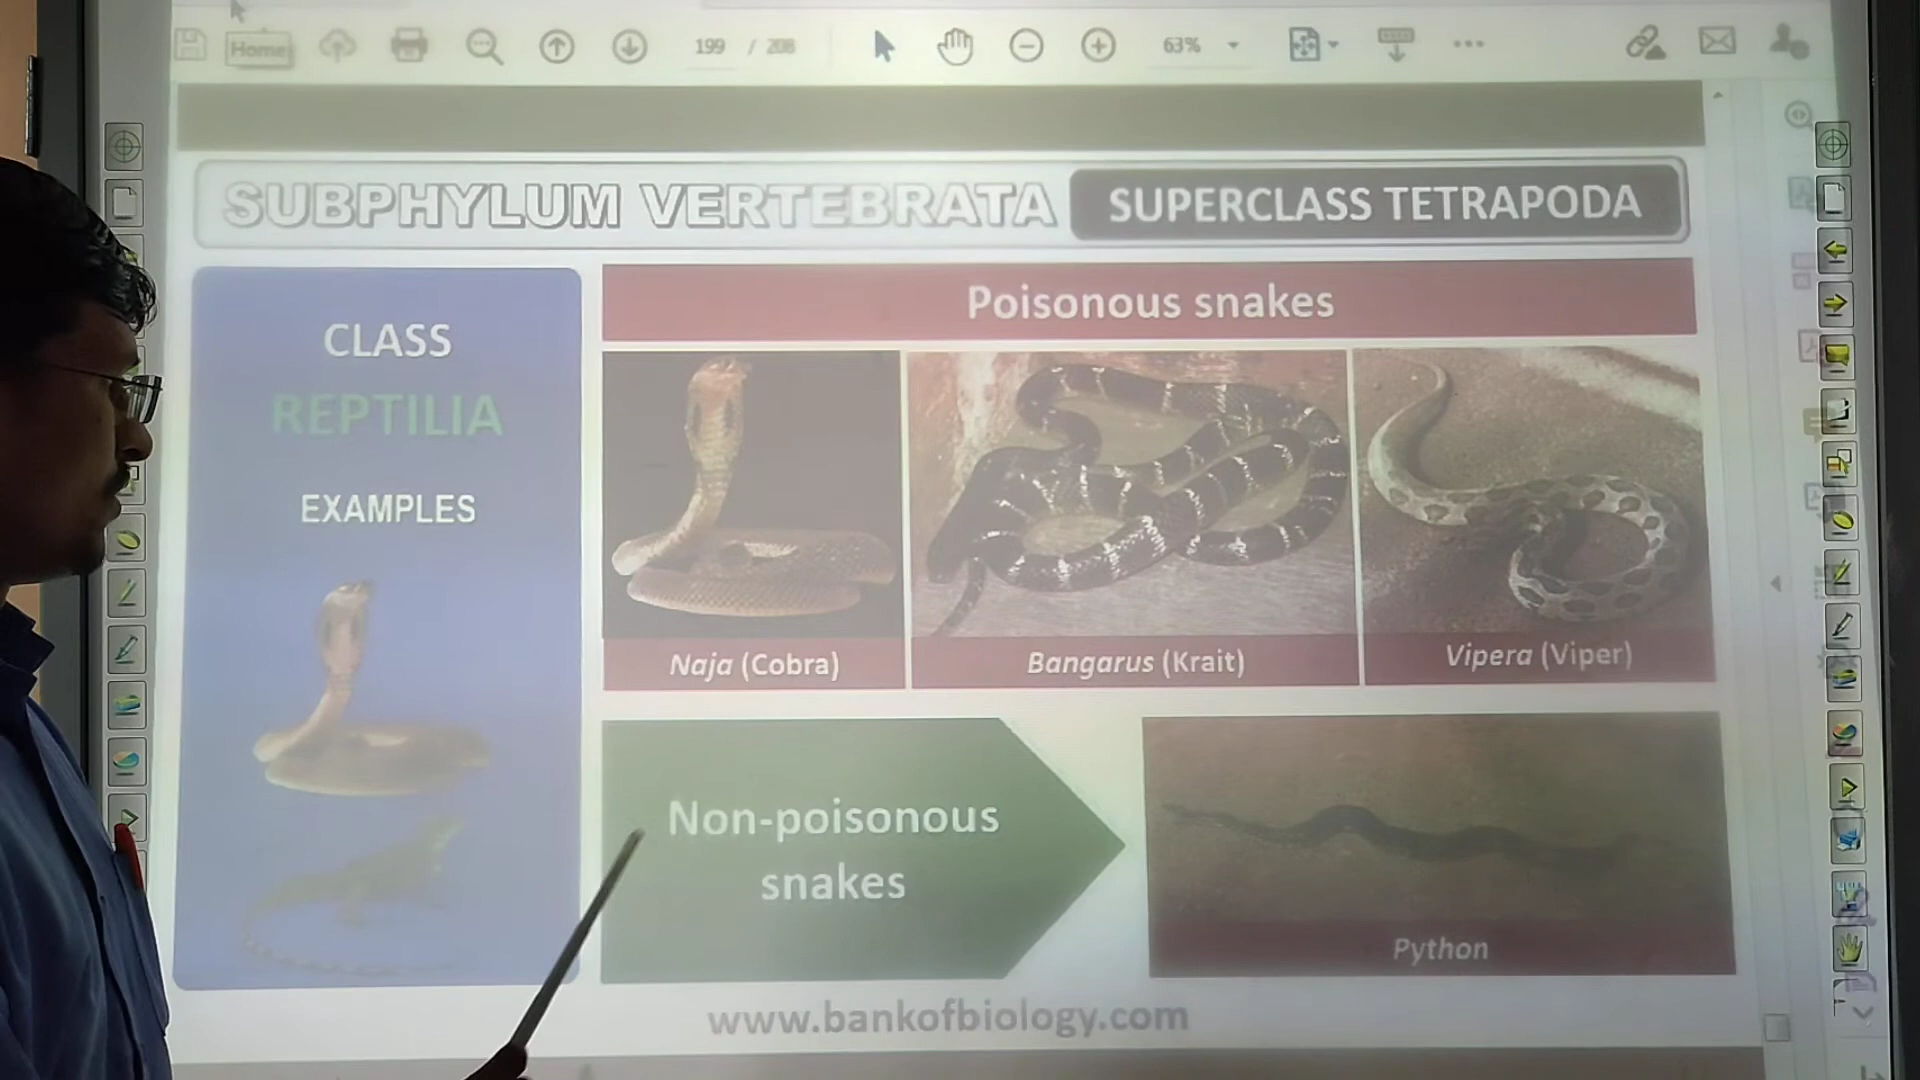 Home
199 / 208
63%
SUBPHYLUM VERTEBRATA
SUPERCLASS TETRAPODA
CLASS
REPTILIA
EXAMPLES
Poisonous snakes
Naja (Cobra)
Bangarus (Krait)
Vipera (Viper)
Non-poisonous
snakes
Python
www.bankofbiology.com